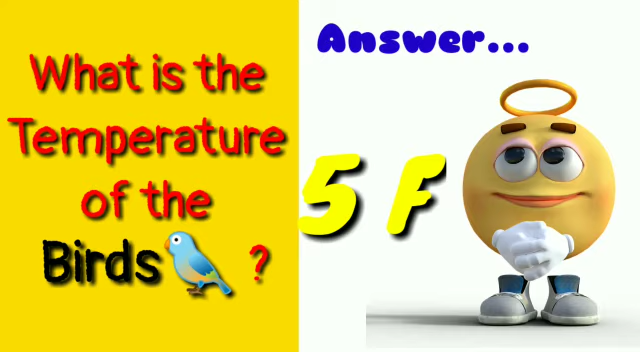 What is the
Temperature
of the
Birds ?
Answer...
5 F